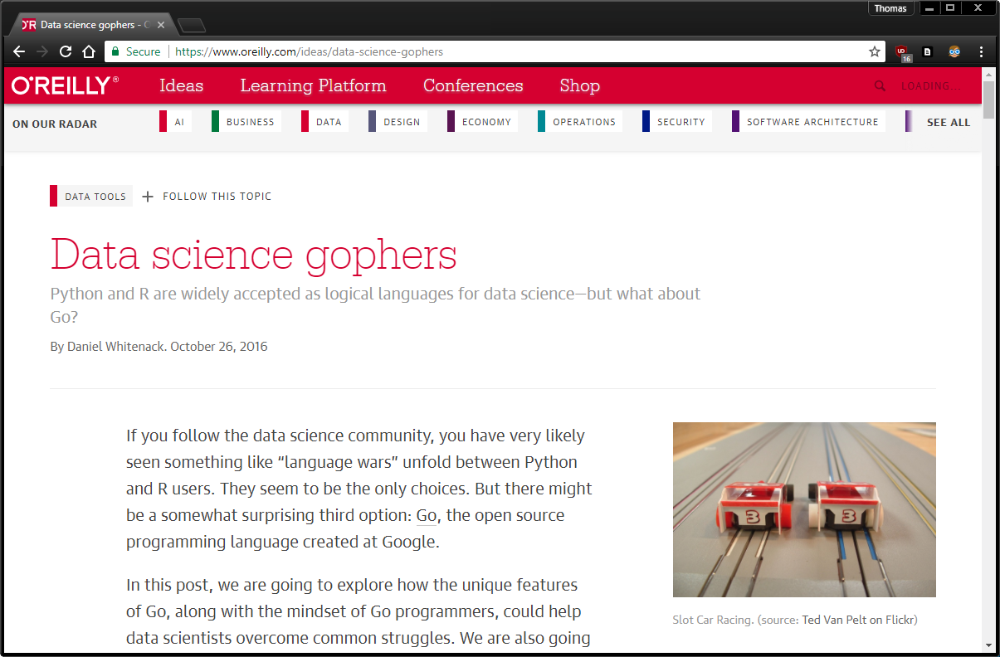 Thomas
Data science gophers - O
Secure https://www.oreilly.com/ideas/data-science-gophers
16
O'REILLY®
Ideas Learning Platform Conferences Shop LOADING...
ON OUR RADAR AI BUSINESS DATA DESIGN ECONOMY OPERATIONS SECURITY SOFTWARE ARCHITECTURE SEE ALL
DATA TOOLS + FOLLOW THIS TOPIC
Data science gophers
Python and R are widely accepted as logical languages for data science—but what about
Go?
By Daniel Whitenack. October 26, 2016
If you follow the data science community, you have very likely
seen something like “language wars” unfold between Python
and R users. They seem to be the only choices. But there might
be a somewhat surprising third option: Go, the open source
programming language created at Google.
In this post, we are going to explore how the unique features
of Go, along with the mindset of Go programmers, could help
data scientists overcome common struggles. We are also going
3 3
Slot Car Racing. (source: Ted Van Pelt on Flickr)